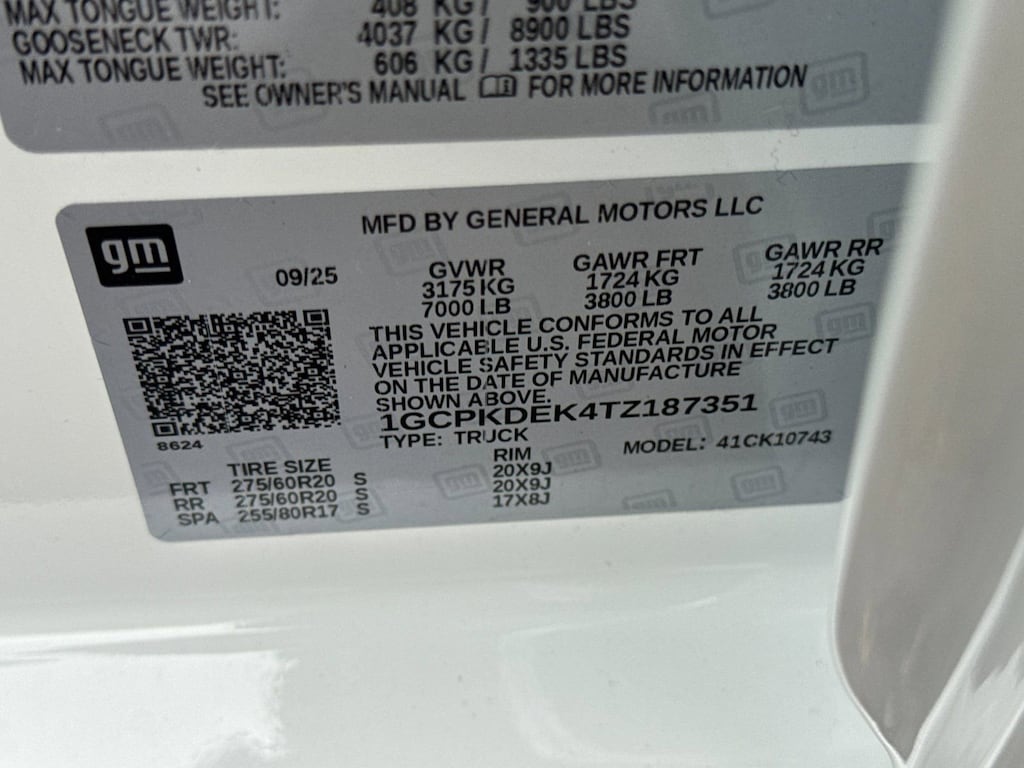 MAX TONGUE WEIGHT: 408 KG / 900 LBS
GOOSENECK TWR: 4037 KG / 8900 LBS
MAX TONGUE WEIGHT: 606 KG / 1335 LBS
SEE OWNER'S MANUAL FOR MORE INFORMATION
gm
MFD BY GENERAL MOTORS LLC
09/25
GVWR GAWR FRT GAWR RR
3175 KG 1724 KG 1724 KG
7000 LB 3800 LB 3800 LB
THIS VEHICLE CONFORMS TO ALL
APPLICABLE U.S. FEDERAL MOTOR
VEHICLE SAFETY STANDARDS IN EFFECT
ON THE DATE OF MANUFACTURE
SHOWN ABOVE.
1GCPKDEK4TZ187351
TYPE: TRUCK MODEL: 41CK10743
8624
TIRE SIZE RIM
FRT 275/60R20 S 20X9J
RR 275/60R20 S 20X9J
SPA 255/80R17 S 17X8J